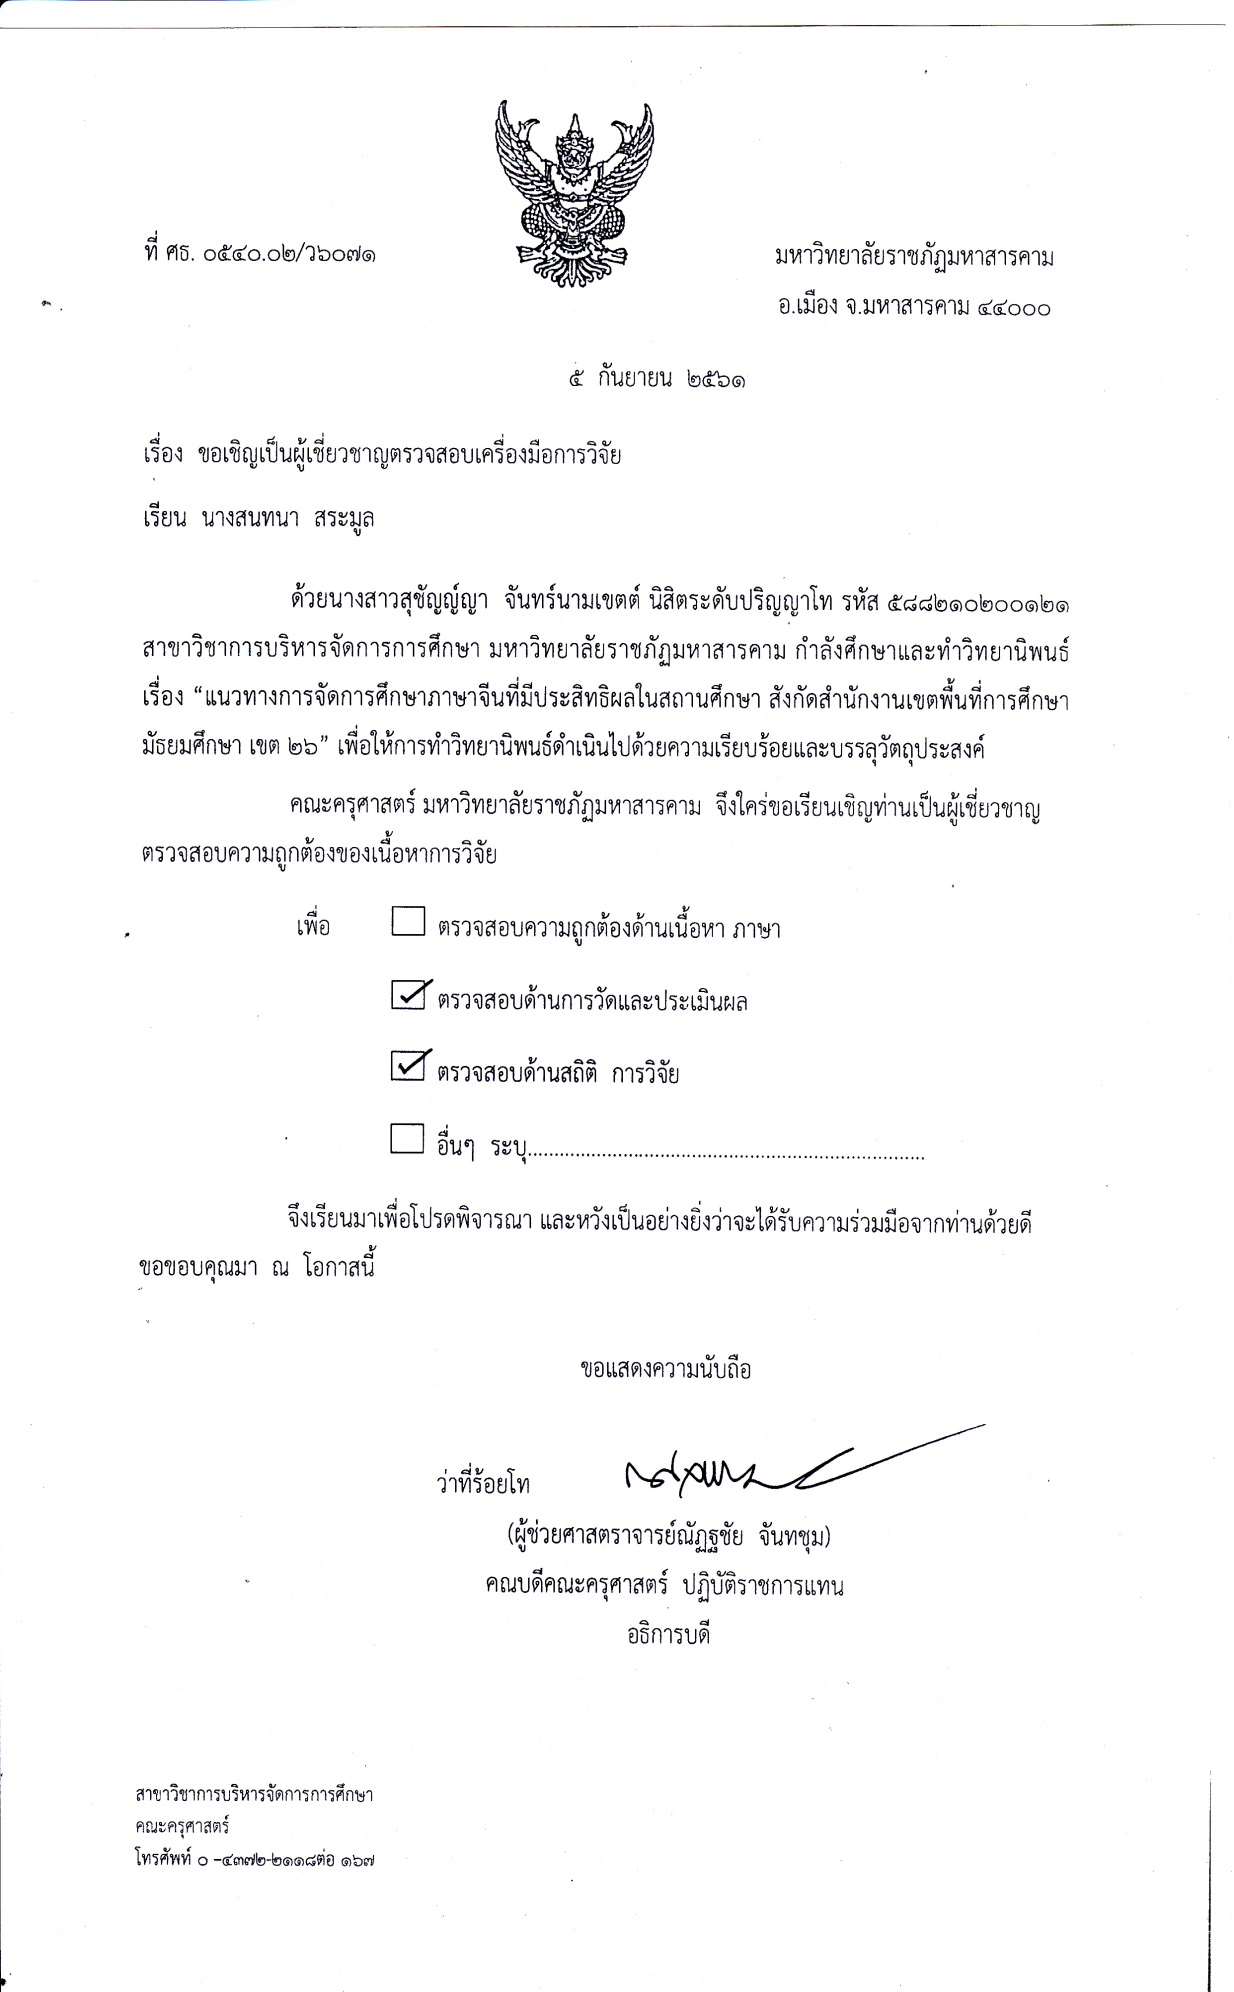 ที่ ศธ. ๐๕๔๐.๐๒/ว๖๐๗๑
มหาวิทยาลัยราชภัฏมหาสารคาม
อ.เมือง จ.มหาสารคาม ๔๔๐๐๐
๕ กันยายน ๒๕๖๑
เรื่อง ขอเชิญเป็นผู้เชี่ยวชาญตรวจสอบเครื่องมือการวิจัย
เรียน นางสนทนา สระมูล
ด้วยนางสาวสุชัญญ์ญา จันทร์นามเขตต์ นิสิตระดับปริญญาโท รหัส ๕๘๘๒๑๐๒๐๐๑๒๑
สาขาวิชาการบริหารจัดการการศึกษา มหาวิทยาลัยราชภัฏมหาสารคาม กำลังศึกษาและทำวิทยานิพนธ์
เรื่อง “แนวทางการจัดการศึกษาภาษาจีนที่มีประสิทธิผลในสถานศึกษา สังกัดสำนักงานเขตพื้นที่การศึกษา
มัธยมศึกษา เขต ๒๖” เพื่อให้การทำวิทยานิพนธ์ดำเนินไปด้วยความเรียบร้อยและบรรลุวัตถุประสงค์
คณะครุศาสตร์ มหาวิทยาลัยราชภัฏมหาสารคาม จึงใคร่ขอเรียนเชิญท่านเป็นผู้เชี่ยวชาญ
ตรวจสอบความถูกต้องของเนื้อหาการวิจัย
เพื่อ ตรวจสอบความถูกต้องด้านเนื้อหา ภาษา
ตรวจสอบด้านการวัดและประเมินผล
ตรวจสอบด้านสถิติ การวิจัย
อื่นๆ ระบุ...........................................................................
จึงเรียนมาเพื่อโปรดพิจารณา และหวังเป็นอย่างยิ่งว่าจะได้รับความร่วมมือจากท่านด้วยดี
ขอขอบคุณมา ณ โอกาสนี้
ขอแสดงความนับถือ
ว่าที่ร้อยโท
(ผู้ช่วยศาสตราจารย์ณัฏฐชัย จันทชุม)
คณบดีคณะครุศาสตร์ ปฏิบัติราชการแทน
อธิการบดี
สาขาวิชาการบริหารจัดการการศึกษา
คณะครุศาสตร์
โทรศัพท์ ๐ -๔๓๗๒-๒๑๑๘ต่อ ๑๖๗